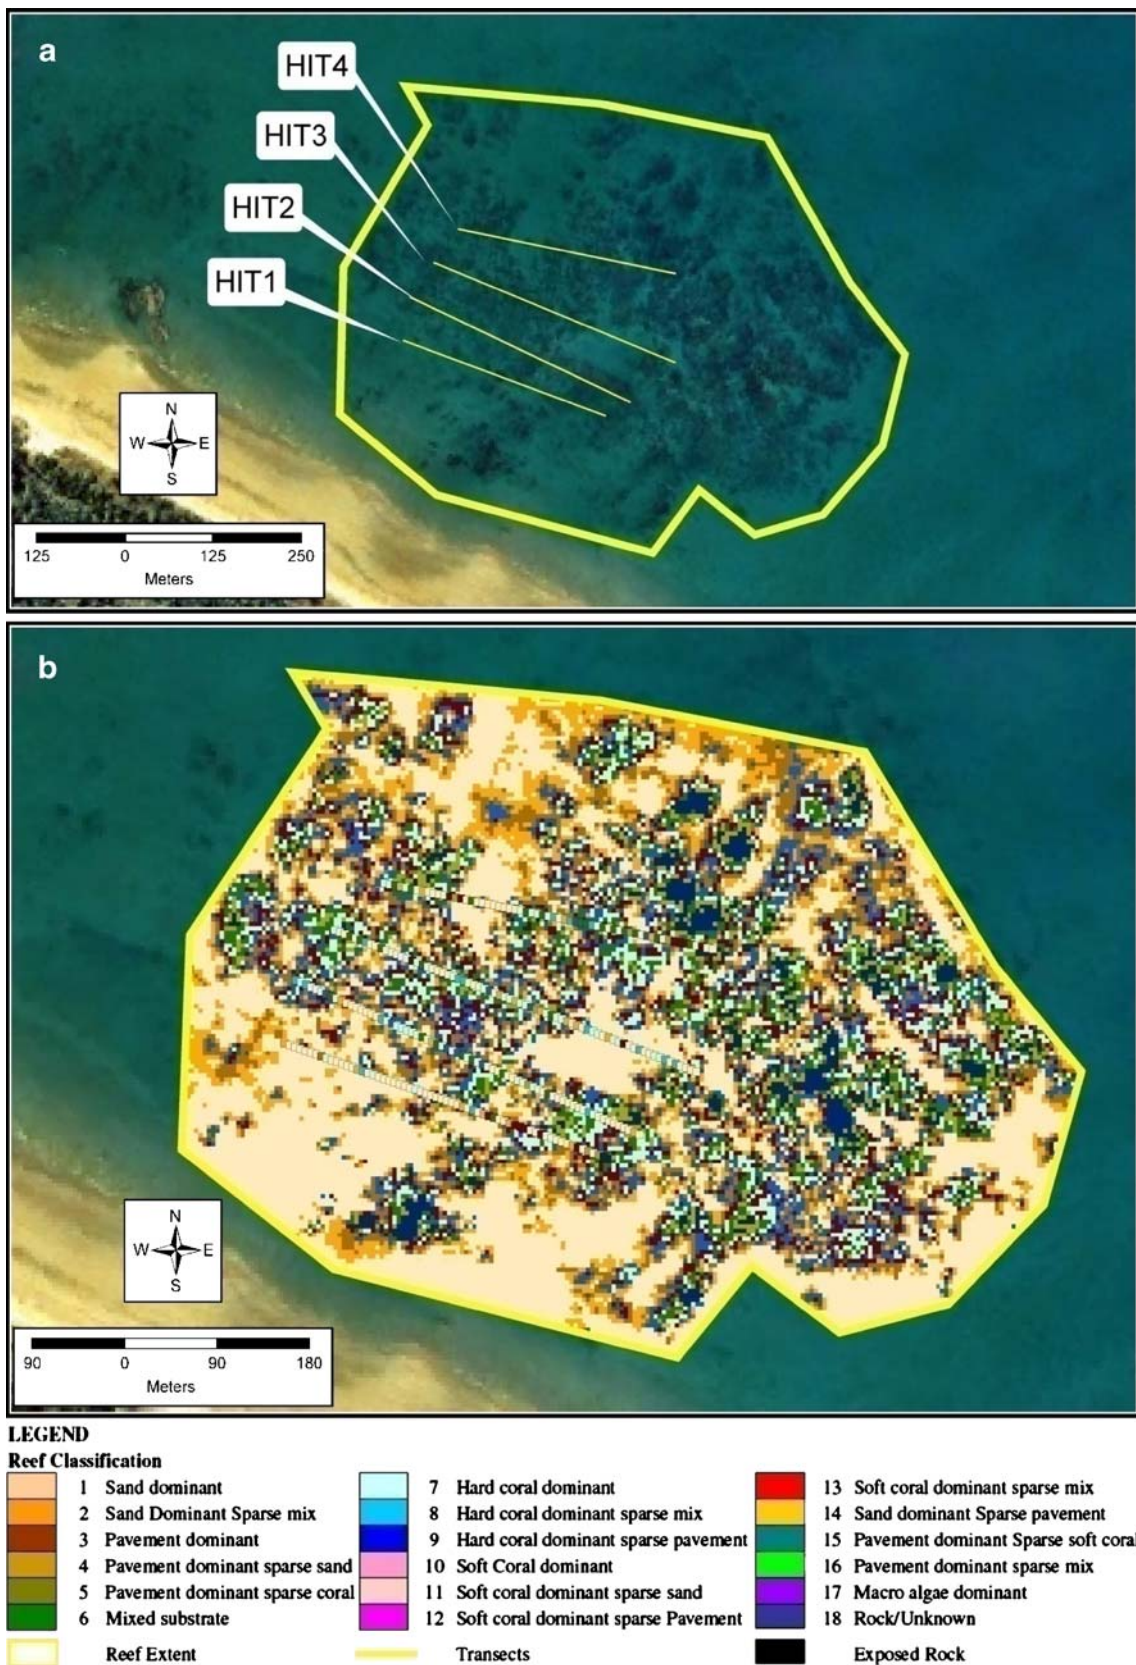 a
HIT4
HIT3
HIT2
HIT1
N
W E
S
125 0 125 250
Meters
b
N
W E
S
90 0 90 180
Meters
LEGEND
Reef Classification
1 Sand dominant
2 Sand Dominant Sparse mix
3 Pavement dominant
4 Pavement dominant sparse sand
5 Pavement dominant sparse coral
6 Mixed substrate
Reef Extent
7 Hard coral dominant
8 Hard coral dominant sparse mix
9 Hard coral dominant sparse pavement
10 Soft Coral dominant
11 Soft coral dominant sparse sand
12 Soft coral dominant sparse Pavement
Transects
13 Soft coral dominant sparse mix
14 Sand dominant Sparse pavement
15 Pavement dominant Sparse soft coral
16 Pavement dominant sparse mix
17 Macro algae dominant
18 Rock/Unknown
Exposed Rock